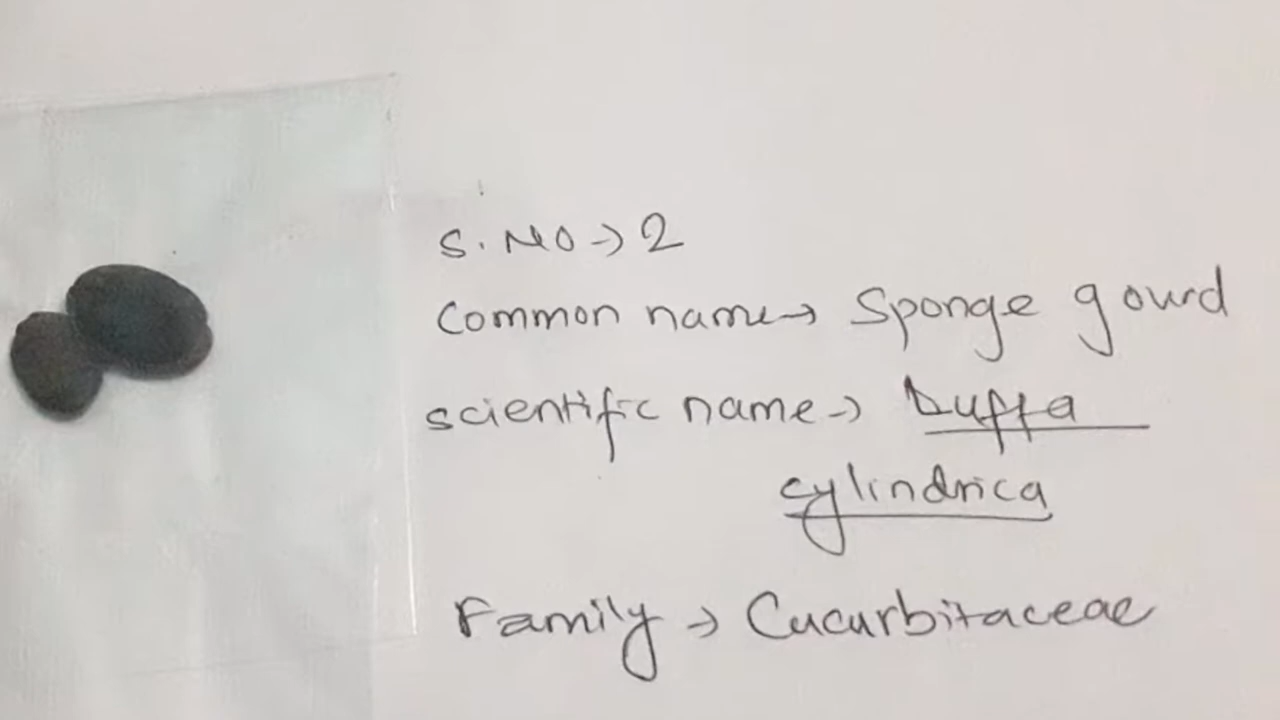 S. No → 2
Common name → Sponge gourd
scientific name → Luffa
cylindrica
Family → Cucurbitaceae